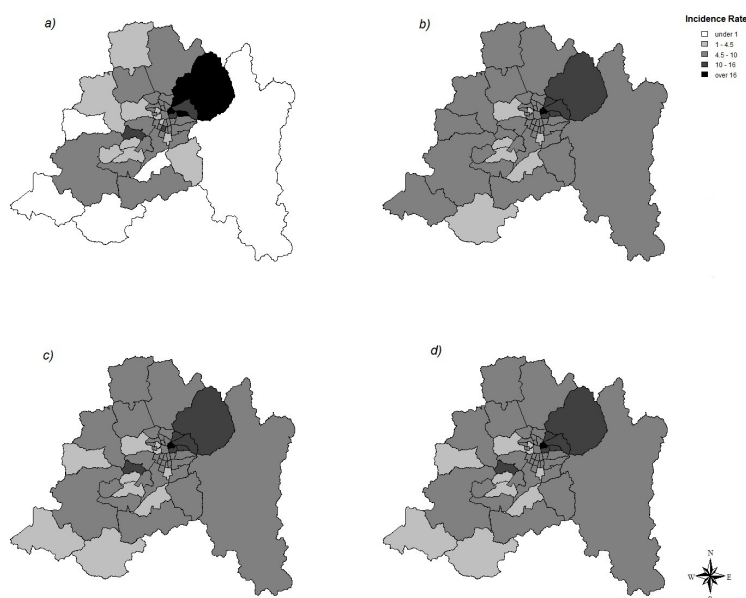 a)
b)
Incidence Rate
under 1
1 - 4.5
4.5 - 10
10 - 16
over 16
c)
d)
N
W E